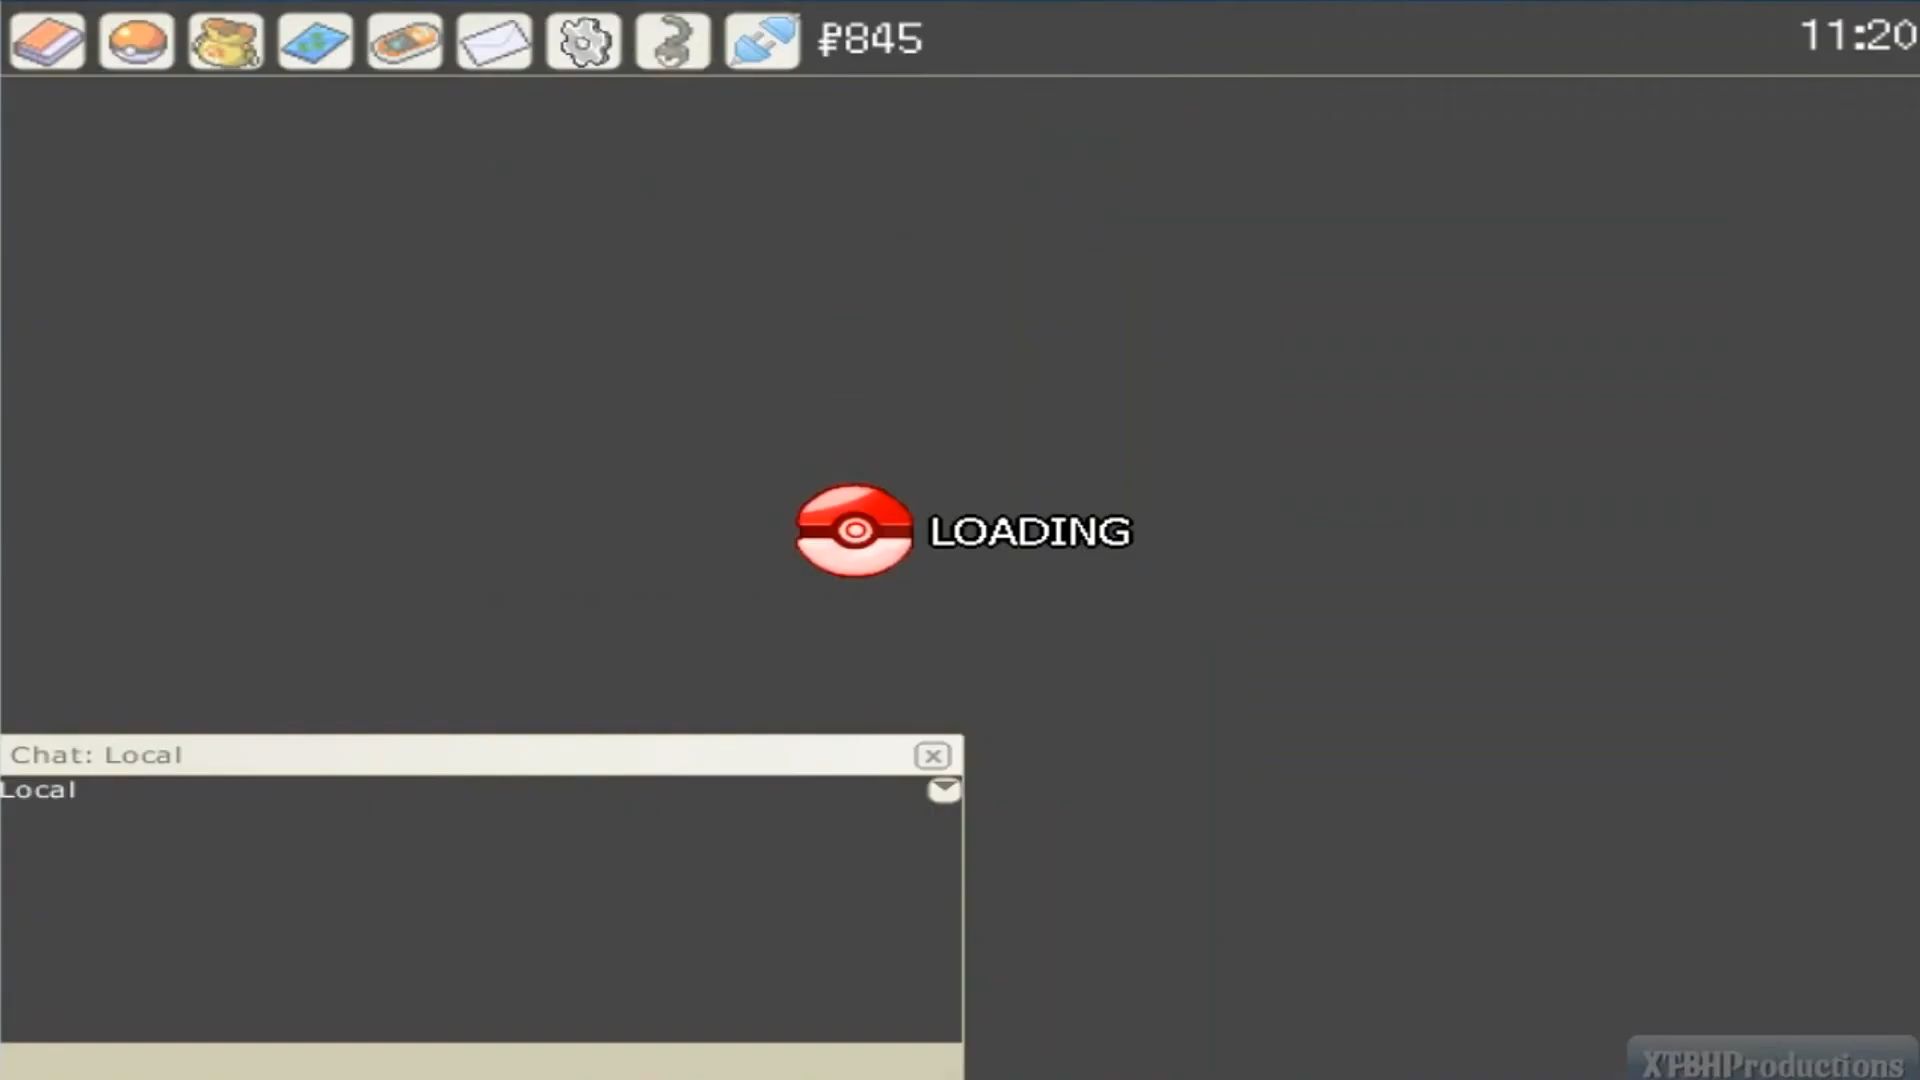 ₽845
11:20
LOADING
Chat: Local
Local
XTBHProductions